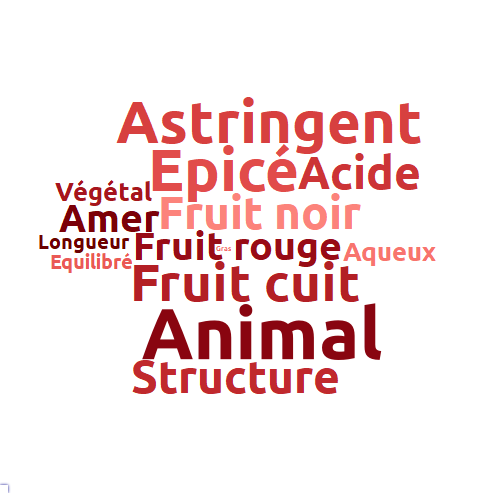 Astringent
Epicé Acide
Végétal
Amer Fruit noir
Longueur Fruit Gras rouge Aqueux
Equilibré
Fruit cuit
Animal
Structure